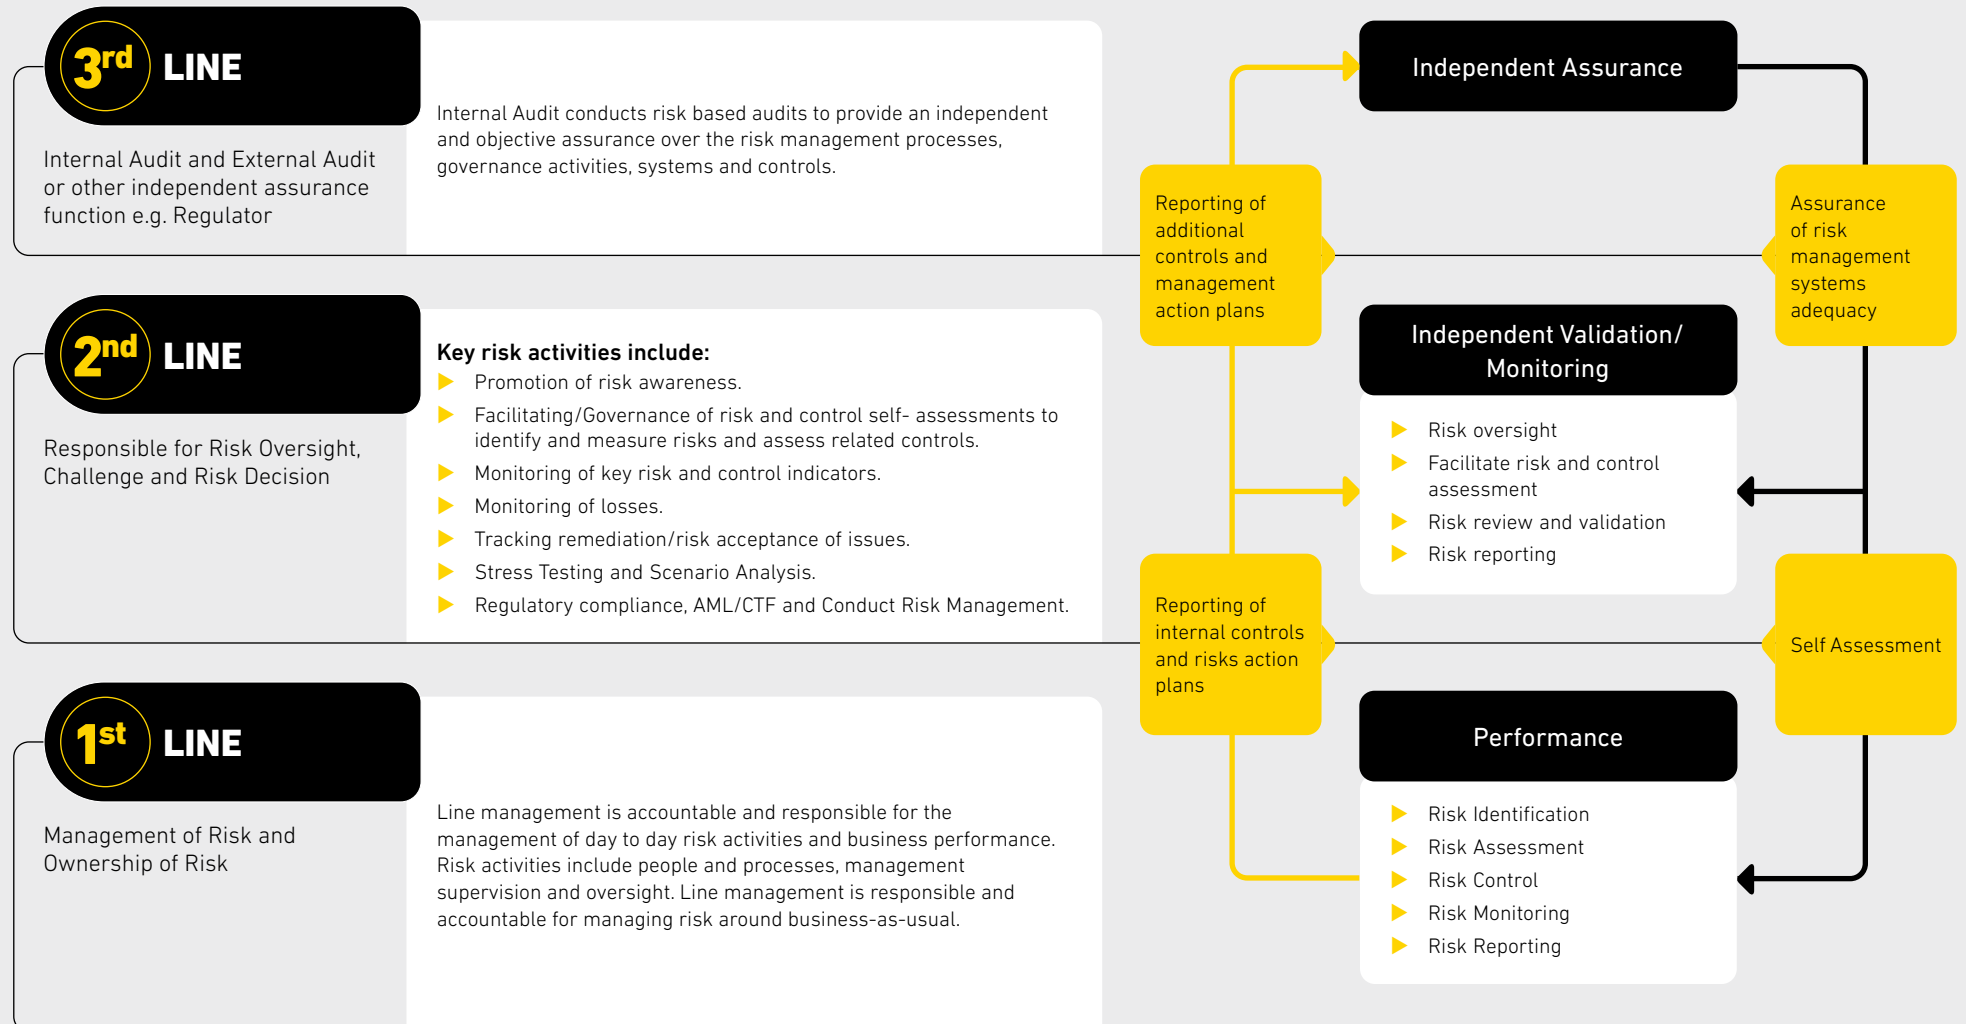 3rd LINE
Internal Audit and External Audit
or other independent assurance
function e.g. Regulator
Internal Audit conducts risk based audits to provide an independent
and objective assurance over the risk management processes,
governance activities, systems and controls.
2nd LINE
Responsible for Risk Oversight,
Challenge and Risk Decision
Key risk activities include:
Promotion of risk awareness.
Facilitating/Governance of risk and control self- assessments to
identify and measure risks and assess related controls.
Monitoring of key risk and control indicators.
Monitoring of losses.
Tracking remediation/risk acceptance of issues.
Stress Testing and Scenario Analysis.
Regulatory compliance, AML/CTF and Conduct Risk Management.
1st LINE
Management of Risk and
Ownership of Risk
Line management is accountable and responsible for the
management of day to day risk activities and business performance.
Risk activities include people and processes, management
supervision and oversight. Line management is responsible and
accountable for managing risk around business-as-usual.
Independent Assurance
Reporting of
additional
controls and
management
action plans
Assurance
of risk
management
systems
adequacy
Independent Validation/
Monitoring
Risk oversight
Facilitate risk and control
assessment
Risk review and validation
Risk reporting
Reporting of
internal controls
and risks action
plans
Self Assessment
Performance
Risk Identification
Risk Assessment
Risk Control
Risk Monitoring
Risk Reporting